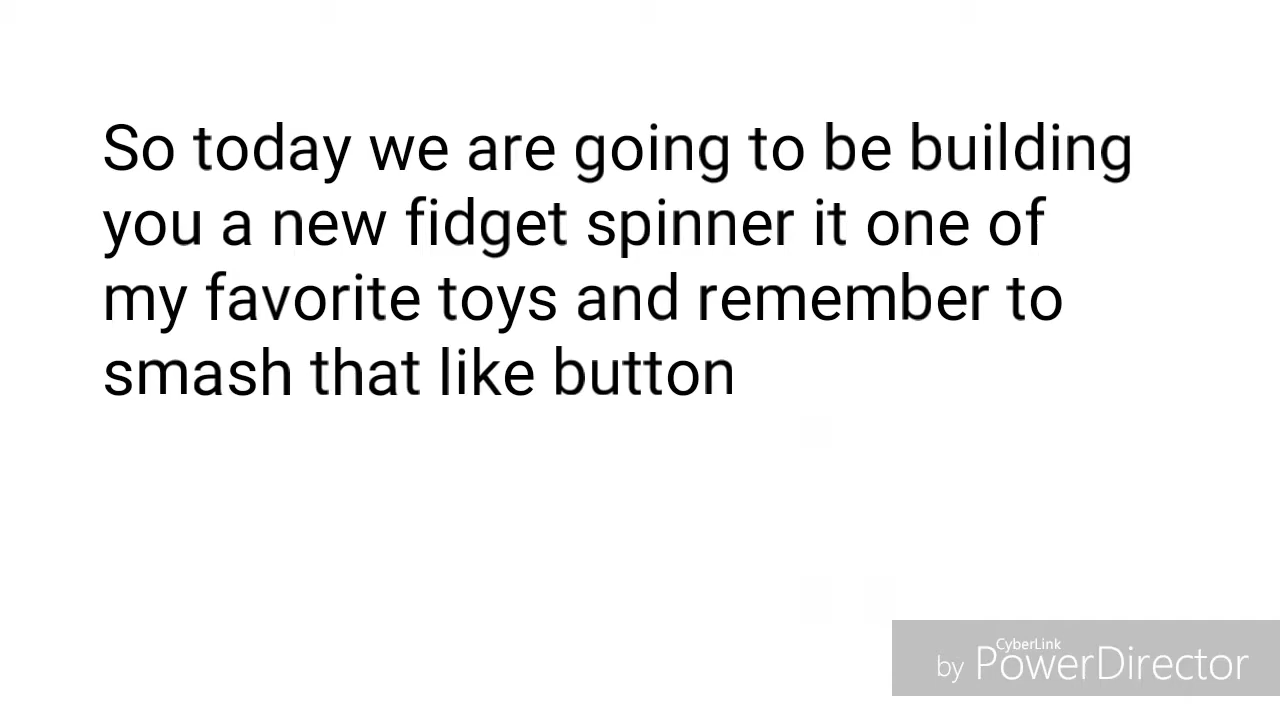 So today we are going to be building
you a new fidget spinner it one of
my favorite toys and remember to
smash that like button
CyberLink
by PowerDirector